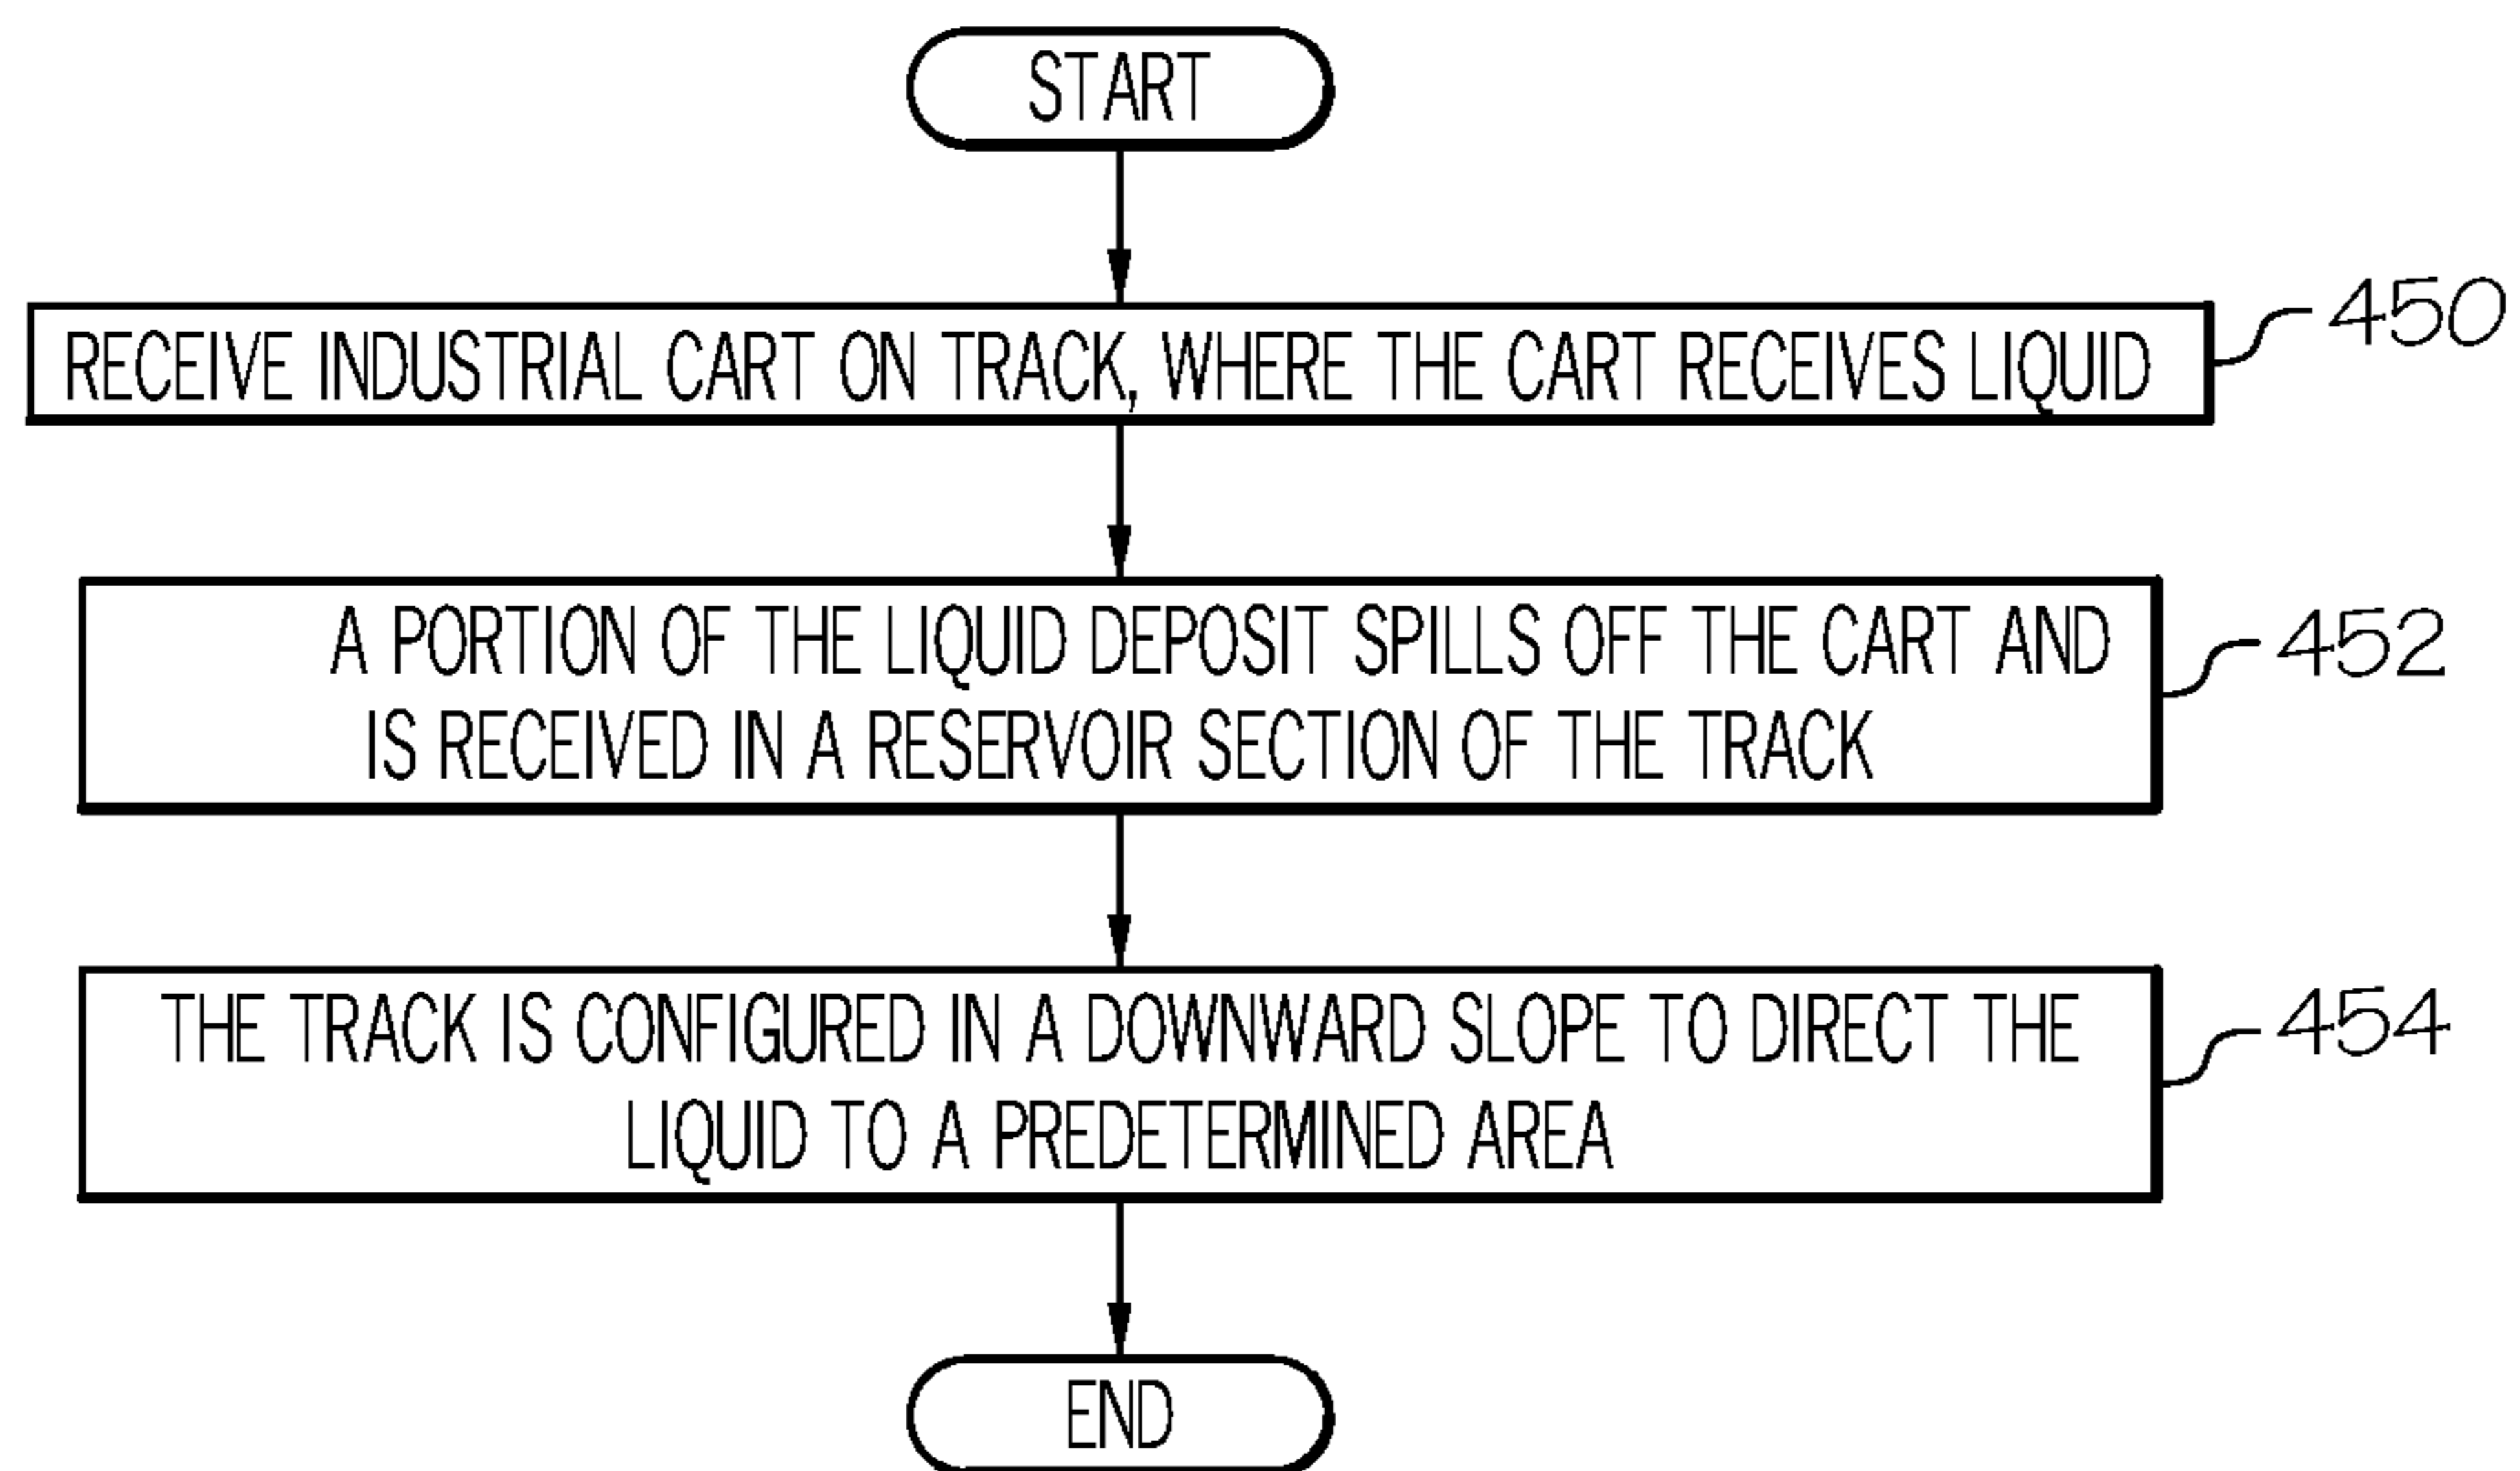 START
RECEIVE INDUSTRIAL CART ON TRACK, WHERE THE CART RECEIVES LIQUID
450
A PORTION OF THE LIQUID DEPOSIT SPILLS OFF THE CART AND
IS RECEIVED IN A RESERVOIR SECTION OF THE TRACK
452
THE TRACK IS CONFIGURED IN A DOWNWARD SLOPE TO DIRECT THE
LIQUID TO A PREDETERMINED AREA
454
END